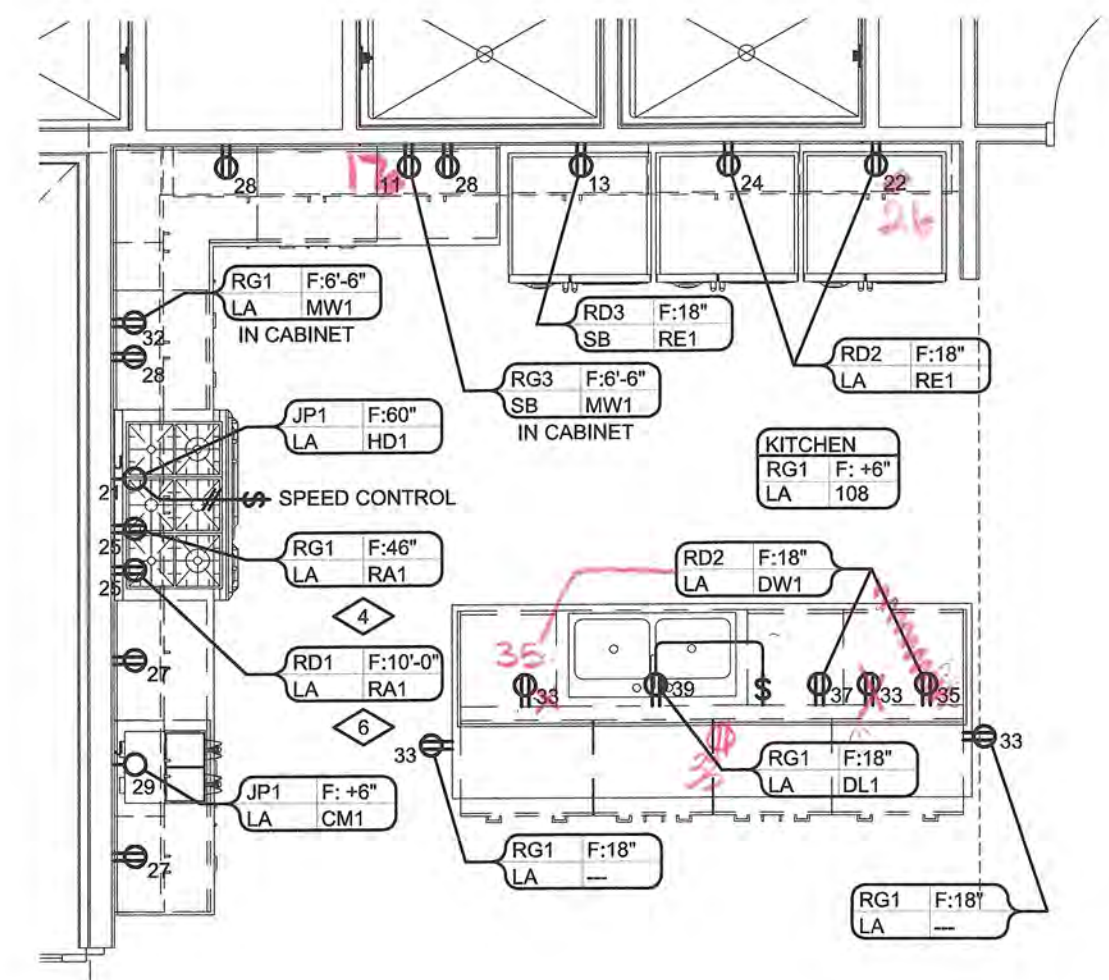 28
17
11
28
13
24
22
26
RG1 F:6'-6"
LA MW1
IN CABINET
32
28
RD3 F:18"
SB RE1
RD2 F:18"
LA RE1
RG3 F:6'-6"
SB MW1
IN CABINET
JP1 F:60"
LA HD1
J
21
S SPEED CONTROL
KITCHEN
RG1 F: +6"
LA 108
25
RG1 F:46"
LA RA1
25
4
RD2 F:18"
LA DW1
RD1 F:10'-0"
LA RA1
27
6
35
33
39
S
37
33
35
33
33
33
J
29
RG1 F:18"
LA DL1
JP1 F: +6"
LA CM1
27
RG1 F:18"
LA ---
RG1 F:18"
LA ---